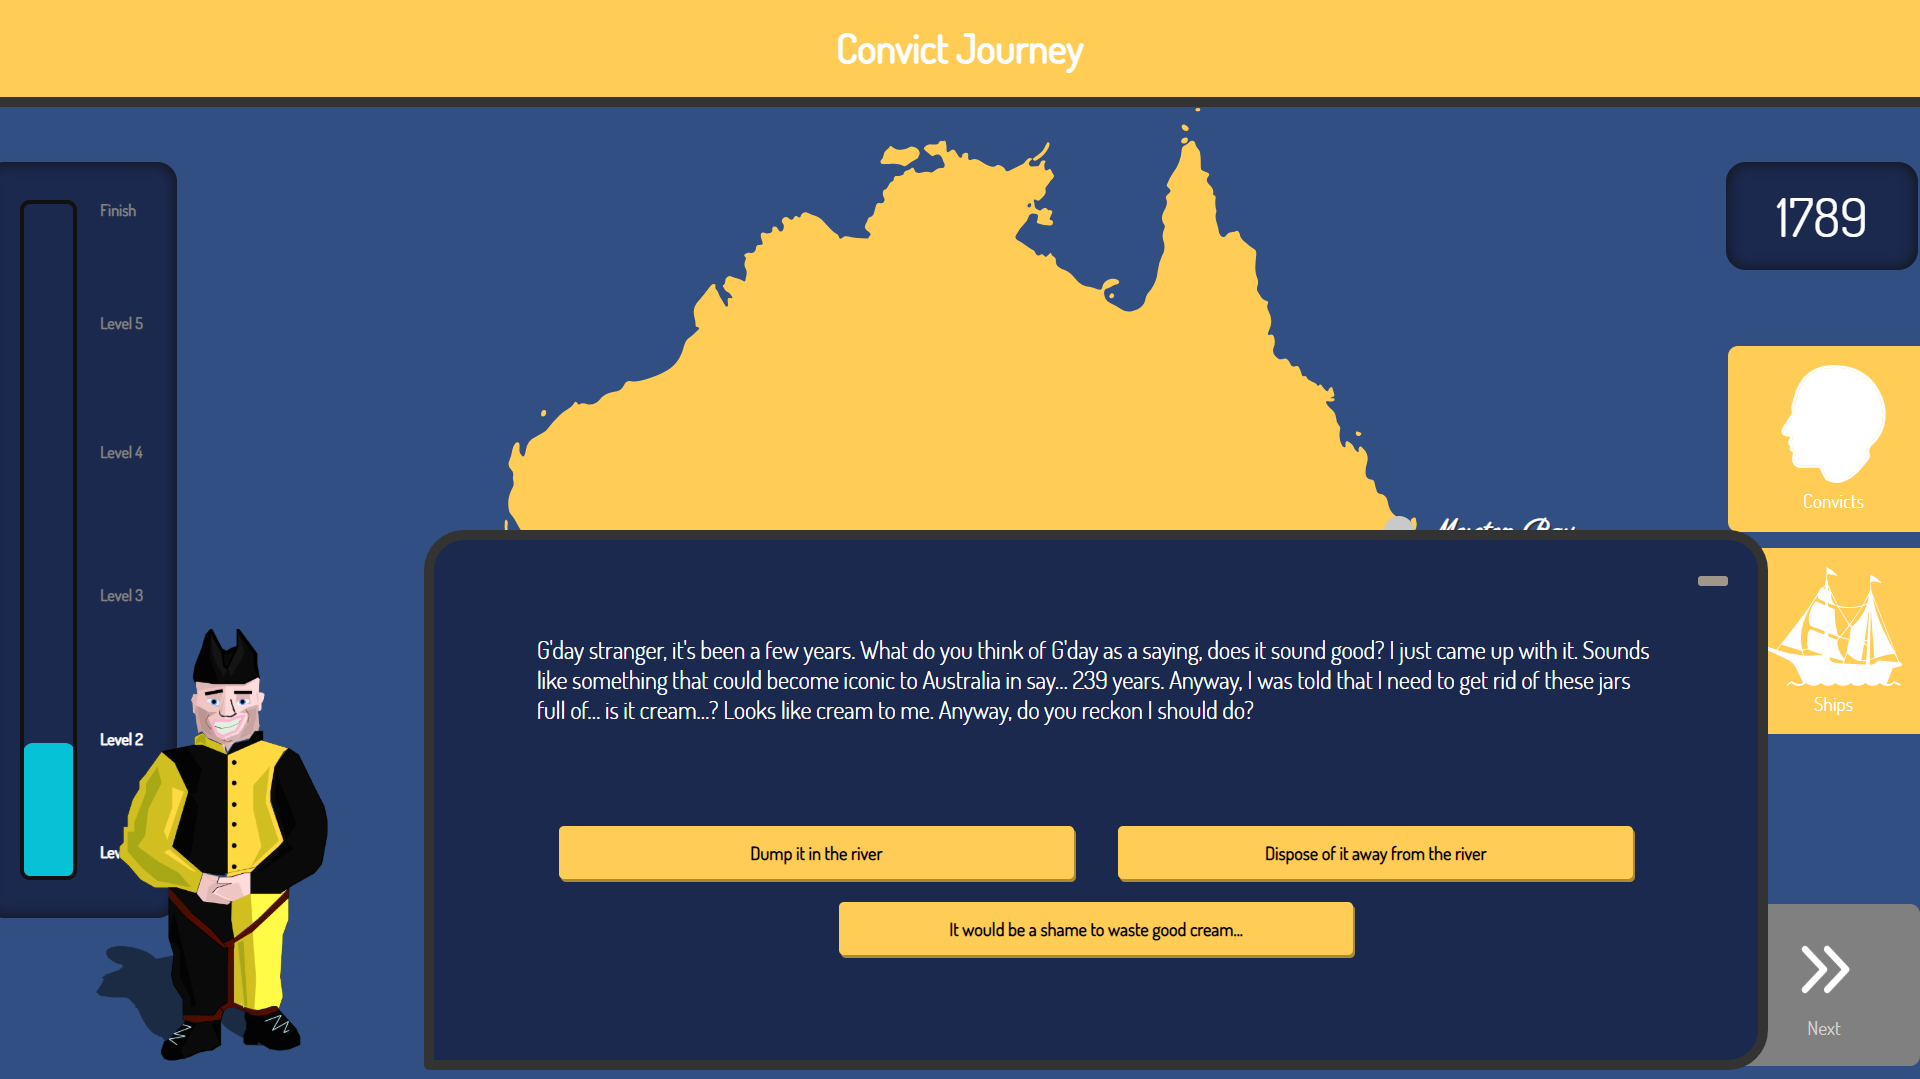 Convict Journey
Finish
Level 5
Level 4
Level 3
Level 2
1789
Convicts
Ships
G'day stranger, it's been a few years. What do you think of G'day as a saying, does it sound good? I just came up with it. Sounds
like something that could become iconic to Australia in say... 239 years. Anyway, I was told that I need to get rid of these jars
full of... is it cream...? Looks like cream to me. Anyway, do you reckon I should do?
Dump it in the river
Dispose of it away from the river
It would be a shame to waste good cream...
Next